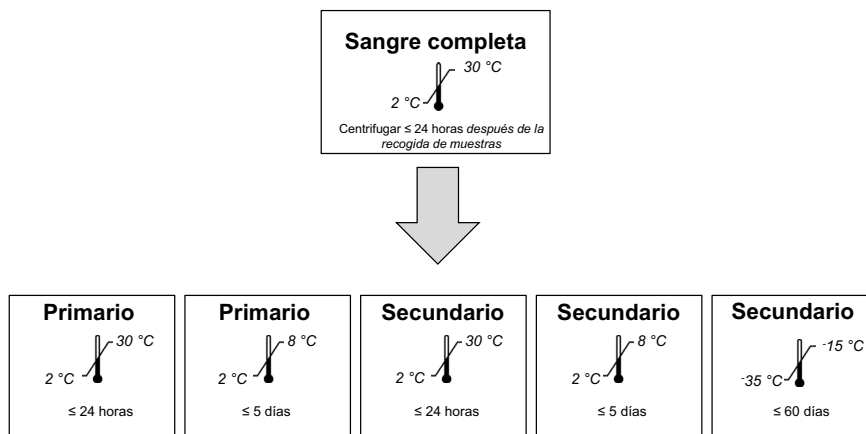 Sangre completa
30 °C
2 °C
Centrifugar ≤ 24 horas después de la
recogida de muestras
Primario
30 °C
2 °C
≤ 24 horas
Primario
8 °C
2 °C
≤ 5 días
Secundario
30 °C
2 °C
≤ 24 horas
Secundario
8 °C
2 °C
≤ 5 días
Secundario
-15 °C
-35 °C
≤ 60 días